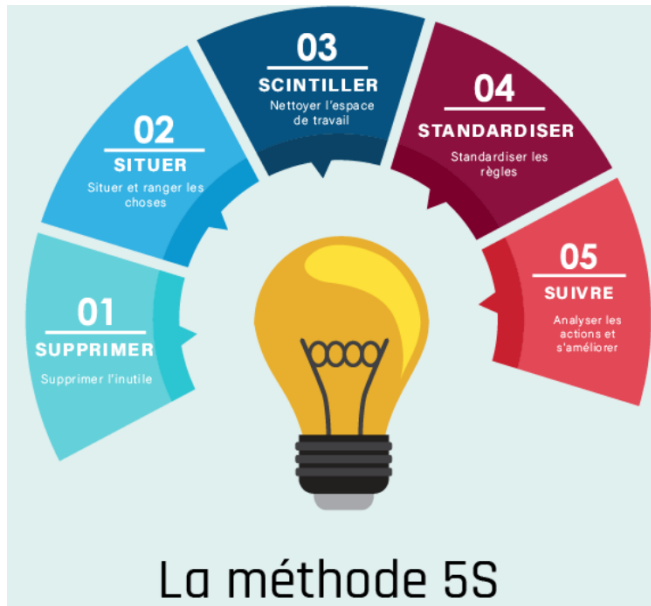 01
SUPPRIMER
Supprimer l'inutile
02
SITUER
Situer et ranger les
choses
03
SCINTILLER
Nettoyer l'espace
de travail
04
STANDARDISER
Standardiser les
règles
05
SUIVRE
Analyser les
actions et
s'améliorer
La méthode 5S